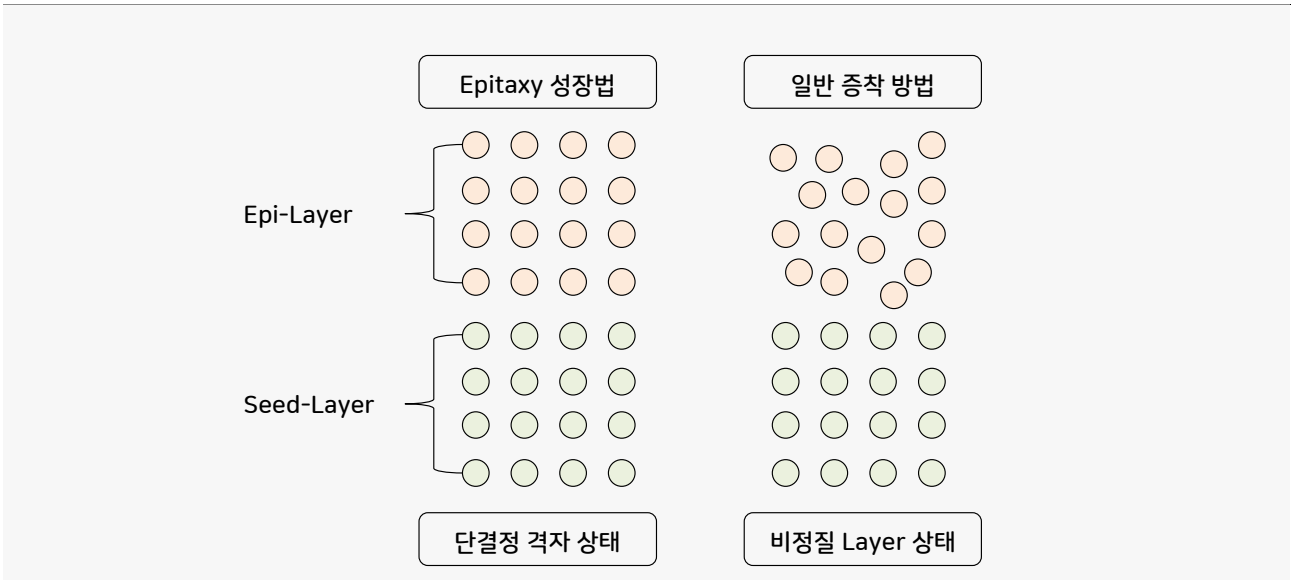 Epitaxy 성장법
일반 증착 방법
Epi-Layer
Seed-Layer
단결정 격자 상태
비정질 Layer 상태